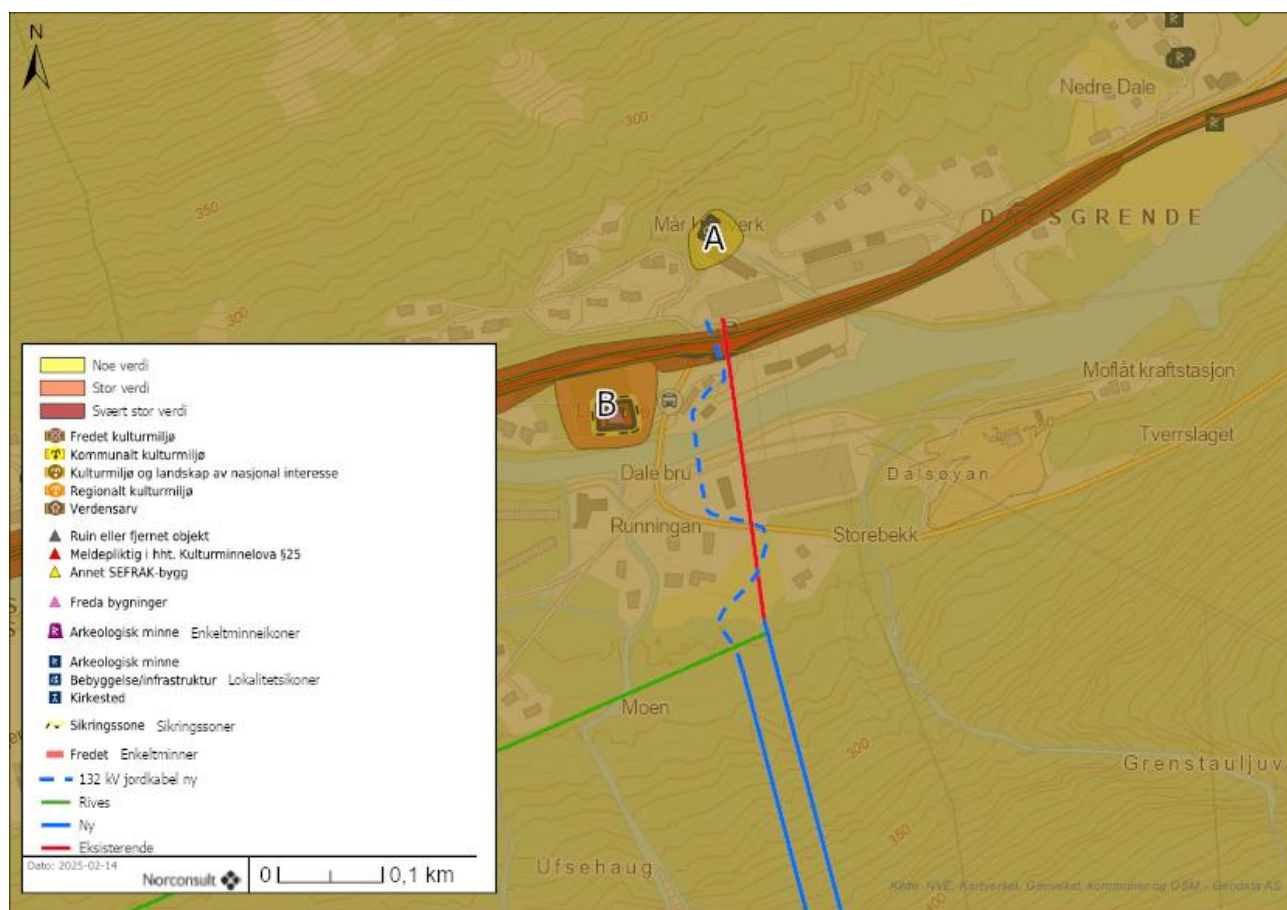 N
Nedre Dale
300
350
D A L S G R E N D E
Mår kraftverk
A
300
Moflåt kraftstasjon
Tverrslaget
B
Dale bru
D a l s ø y a n
Runningan
Storebekk
Moen
300
Grenstauljuv
350
Ufsehaug
400
Noe verdi
Stor verdi
Svært stor verdi
Fredet kulturmiljø
Kommunalt kulturmiljø
Kulturmiljø og landskap av nasjonal interesse
Regionalt kulturmiljø
Verdensarv
Ruin eller fjernet objekt
Meldepliktig i hht. Kulturminnelova §25
Annet SEFRAK-bygg
Freda bygninger
Arkeologisk minne Enkeltminneikoner
Arkeologisk minne
Bebyggelse/infrastruktur Lokalitetsikoner
Kirkested
Sikringssone Sikringssoner
Fredet Enkeltminner
132 kV jordkabel ny
Rives
Ny
Eksisterende
Dato: 2025-02-14
Norconsult
0 0,1 km
Kilde: NVE, Kartverket, Geovekst, kommuner og OSM - Geodata AS